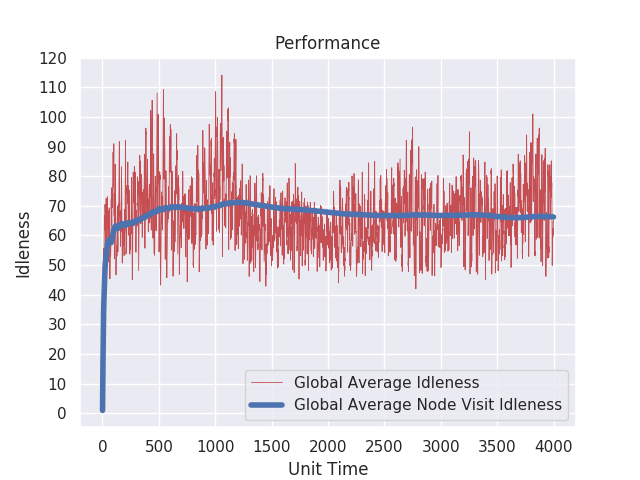 Performance
120
110
100
90
80
70
60
50
40
30
20
10
0
Idleness
Global Average Idleness
Global Average Node Visit Idleness
0 500 1000 1500 2000 2500 3000 3500 4000
Unit Time